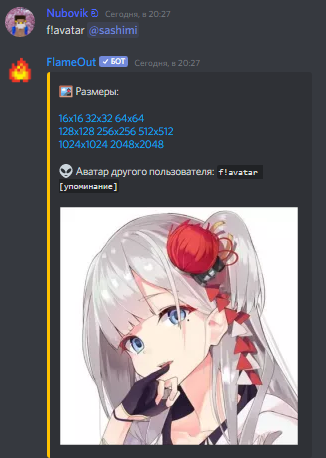 Nubovik Сегодня, в 20:27
f!avatar @sashimi
FlameOut ✓ БОТ Сегодня, в 20:27
Размеры:
16x16 32x32 64x64
128x128 256x256 512x512
1024x1024 2048x2048
Аватар другого пользователя: f!avatar
[упоминание]